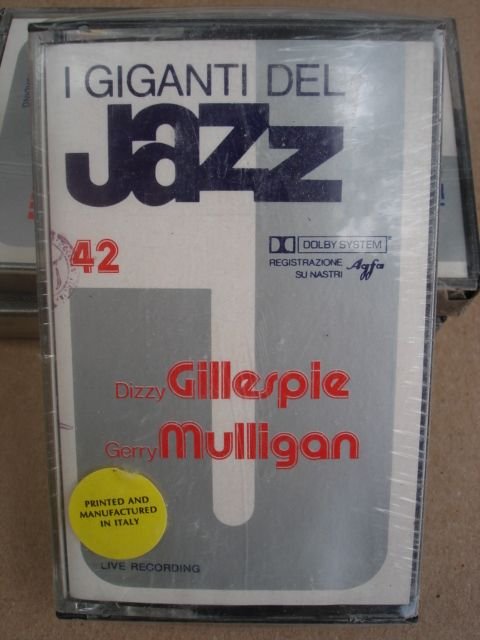 I GIGANTI DEL
JaZZ
42
DOLBY SYSTEM
REGISTRAZIONE
SU NASTRI Agfa
Dizzy Gillespie
Gerry Mulligan
PRINTED AND
MANUFACTURED
IN ITALY
LIVE RECORDING